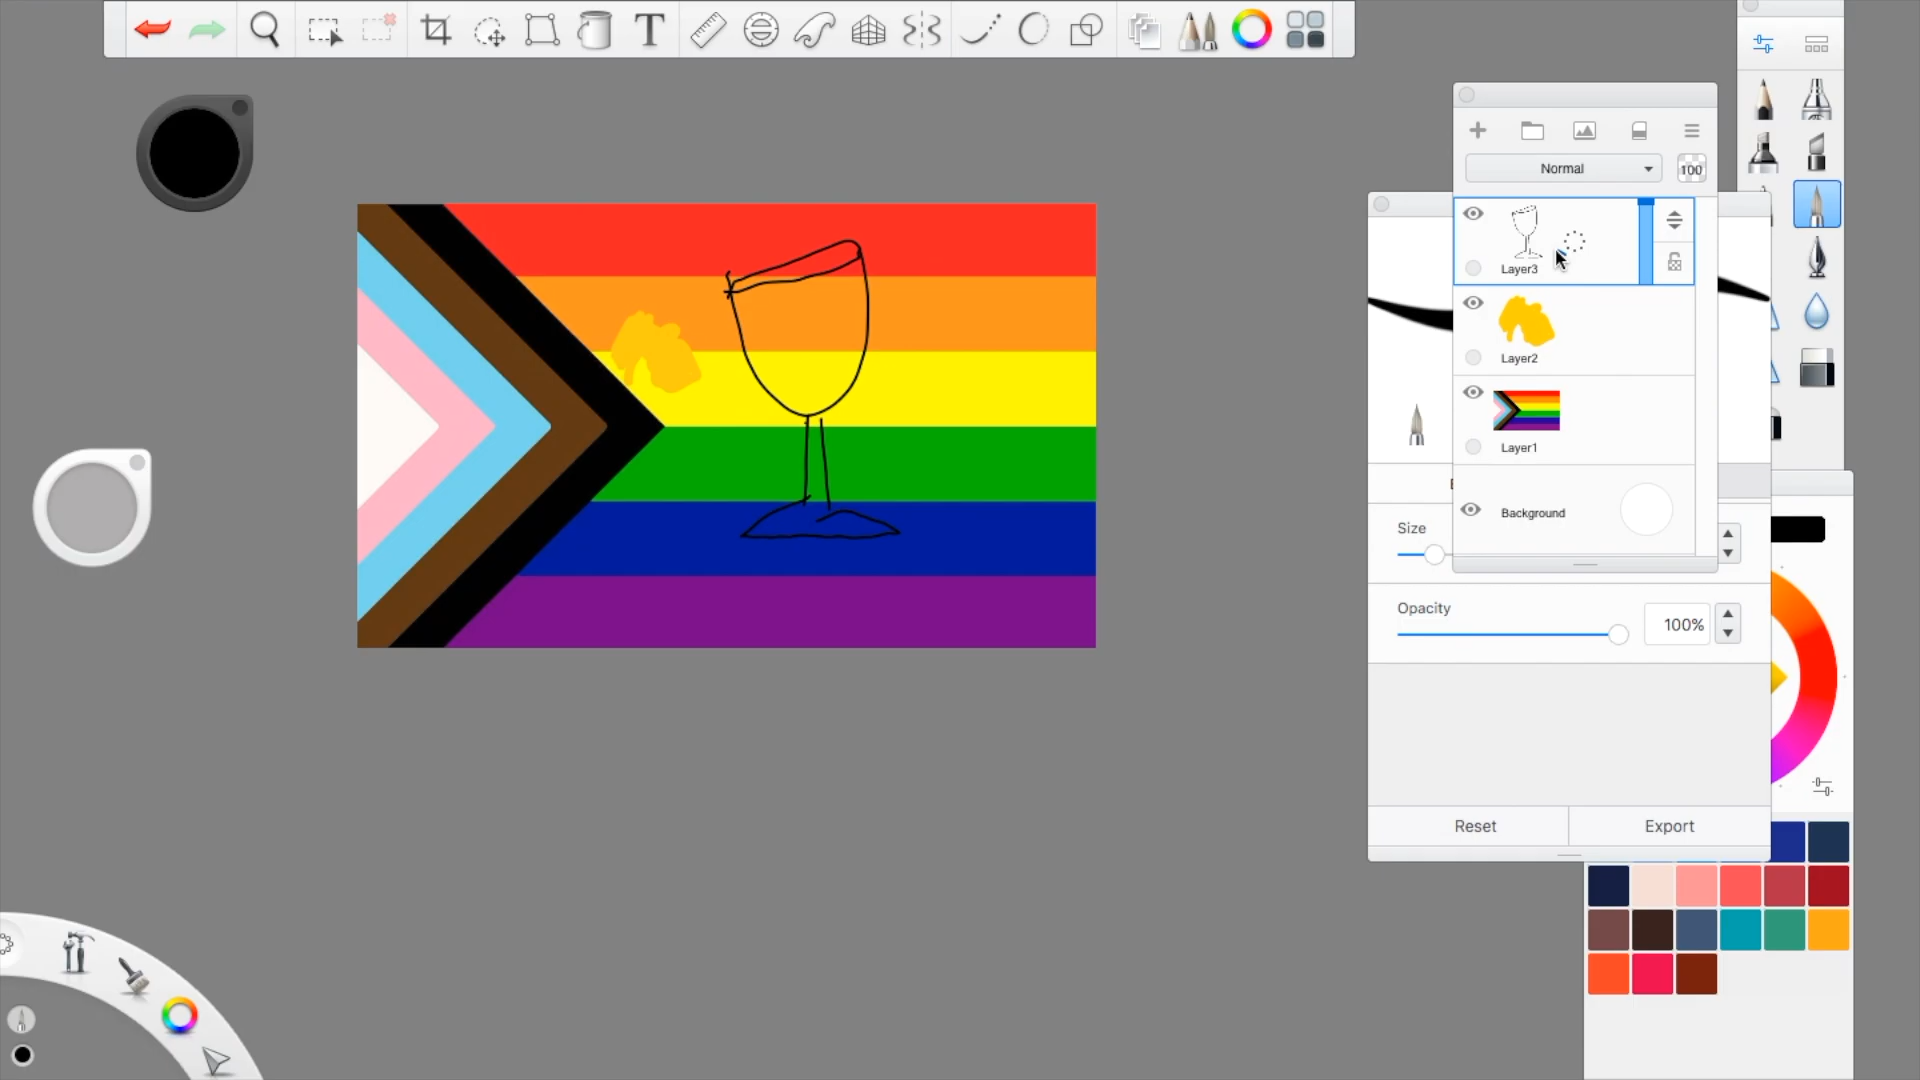 T
Normal
100
Layer3
Layer2
Layer1
Background
Size
Opacity
100%
Reset
Export